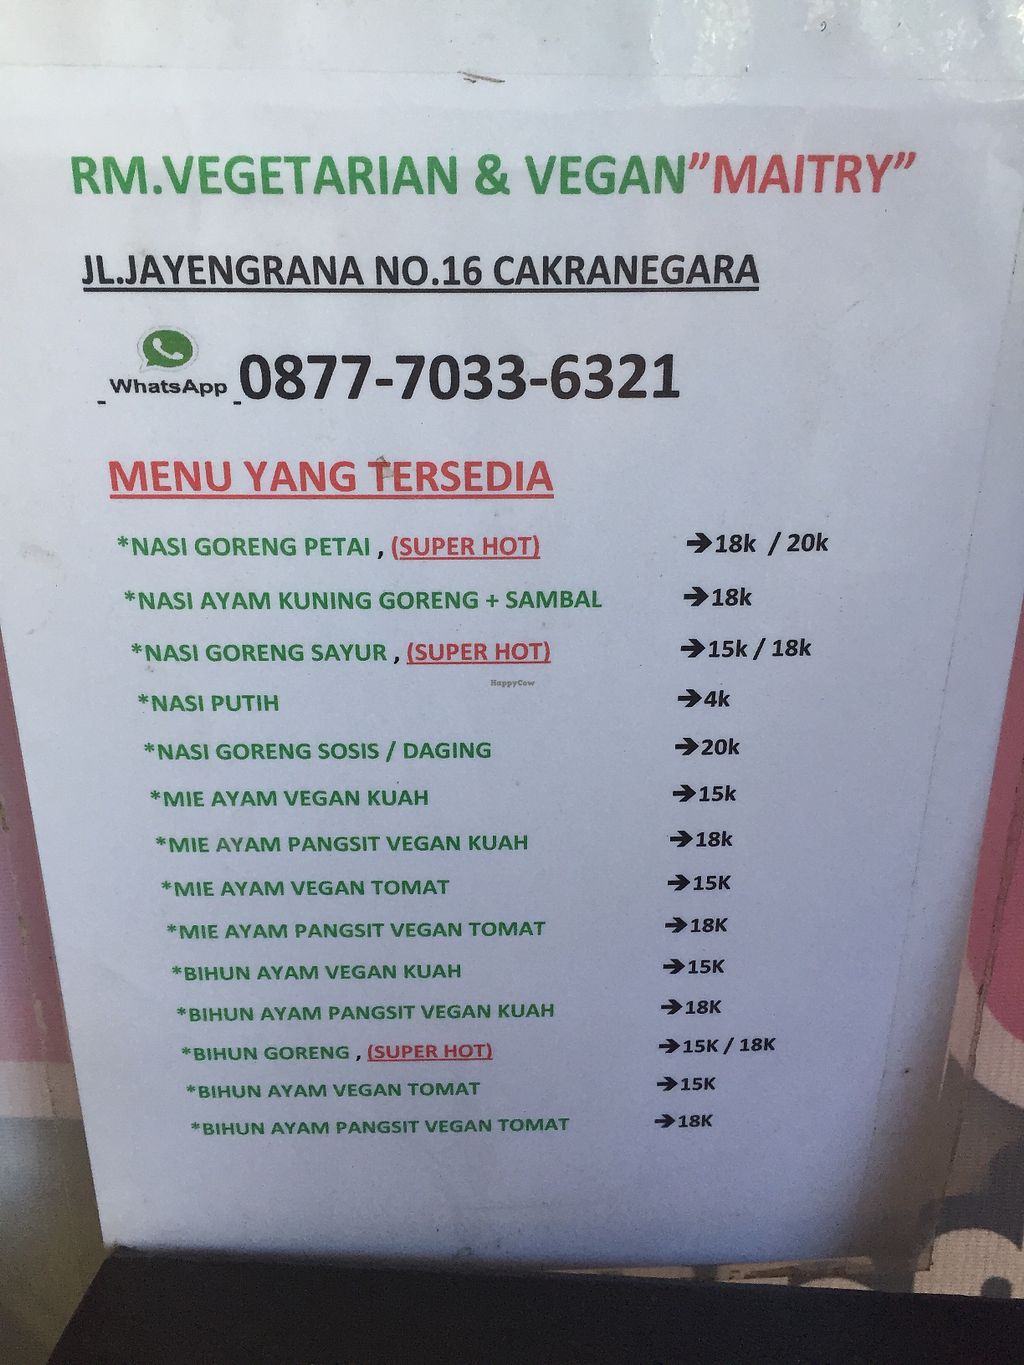 RM.VEGETARIAN & VEGAN”MAITRY”
JL.JAYENGRANA NO.16 CAKRANEGARA
WhatsApp 0877-7033-6321
MENU YANG TERSEDIA
*NASI GORENG PETAI , (SUPER HOT) ➔18k / 20k
*NASI AYAM KUNING GORENG + SAMBAL ➔18k
*NASI GORENG SAYUR , (SUPER HOT) ➔15k / 18k
HappyCow
*NASI PUTIH ➔4k
*NASI GORENG SOSIS / DAGING ➔20k
*MIE AYAM VEGAN KUAH ➔15k
*MIE AYAM PANGSIT VEGAN KUAH ➔18k
*MIE AYAM VEGAN TOMAT ➔15K
*MIE AYAM PANGSIT VEGAN TOMAT ➔18K
*BIHUN AYAM VEGAN KUAH ➔15K
*BIHUN AYAM PANGSIT VEGAN KUAH ➔18K
*BIHUN GORENG , (SUPER HOT) ➔15K / 18K
*BIHUN AYAM VEGAN TOMAT ➔15K
*BIHUN AYAM PANGSIT VEGAN TOMAT ➔18K